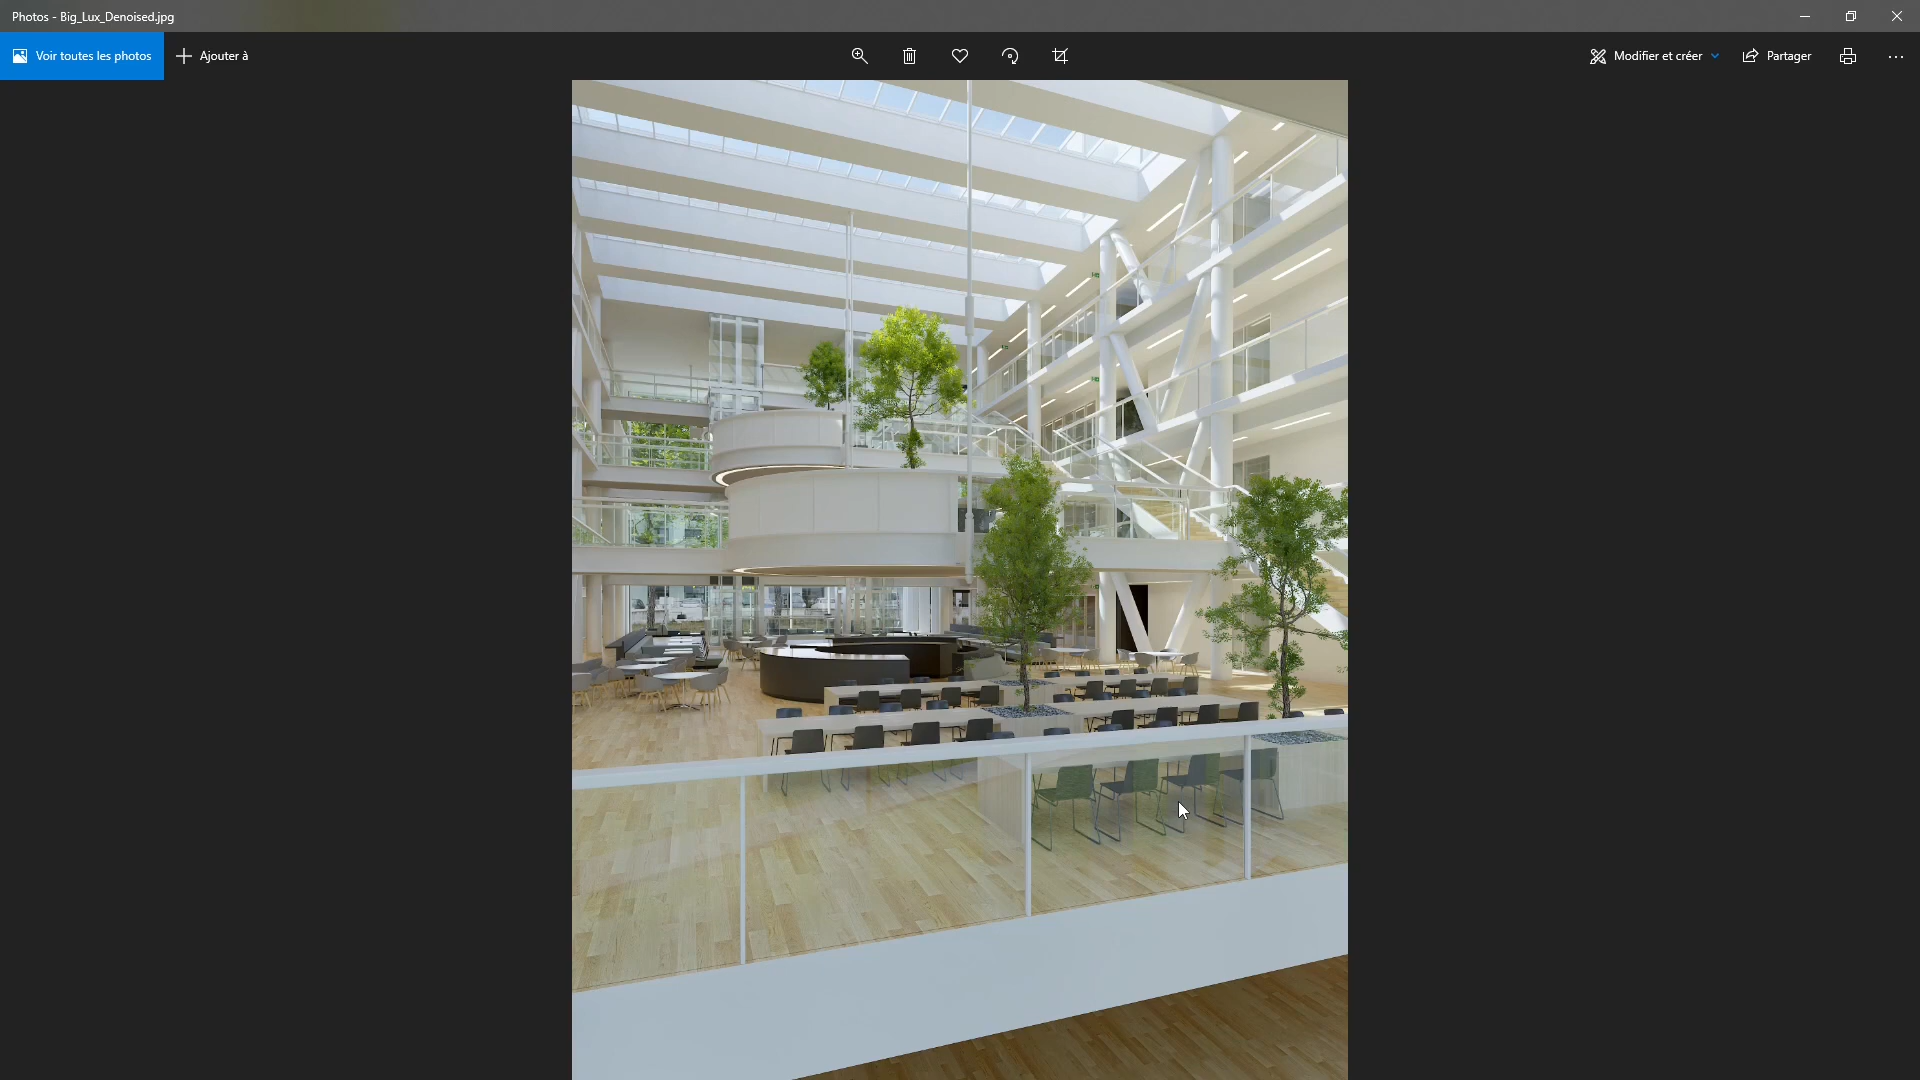 Photos - Big_Lux_Denoised.jpg
Voir toutes les photos
Ajouter à
Modifier et créer
Partager